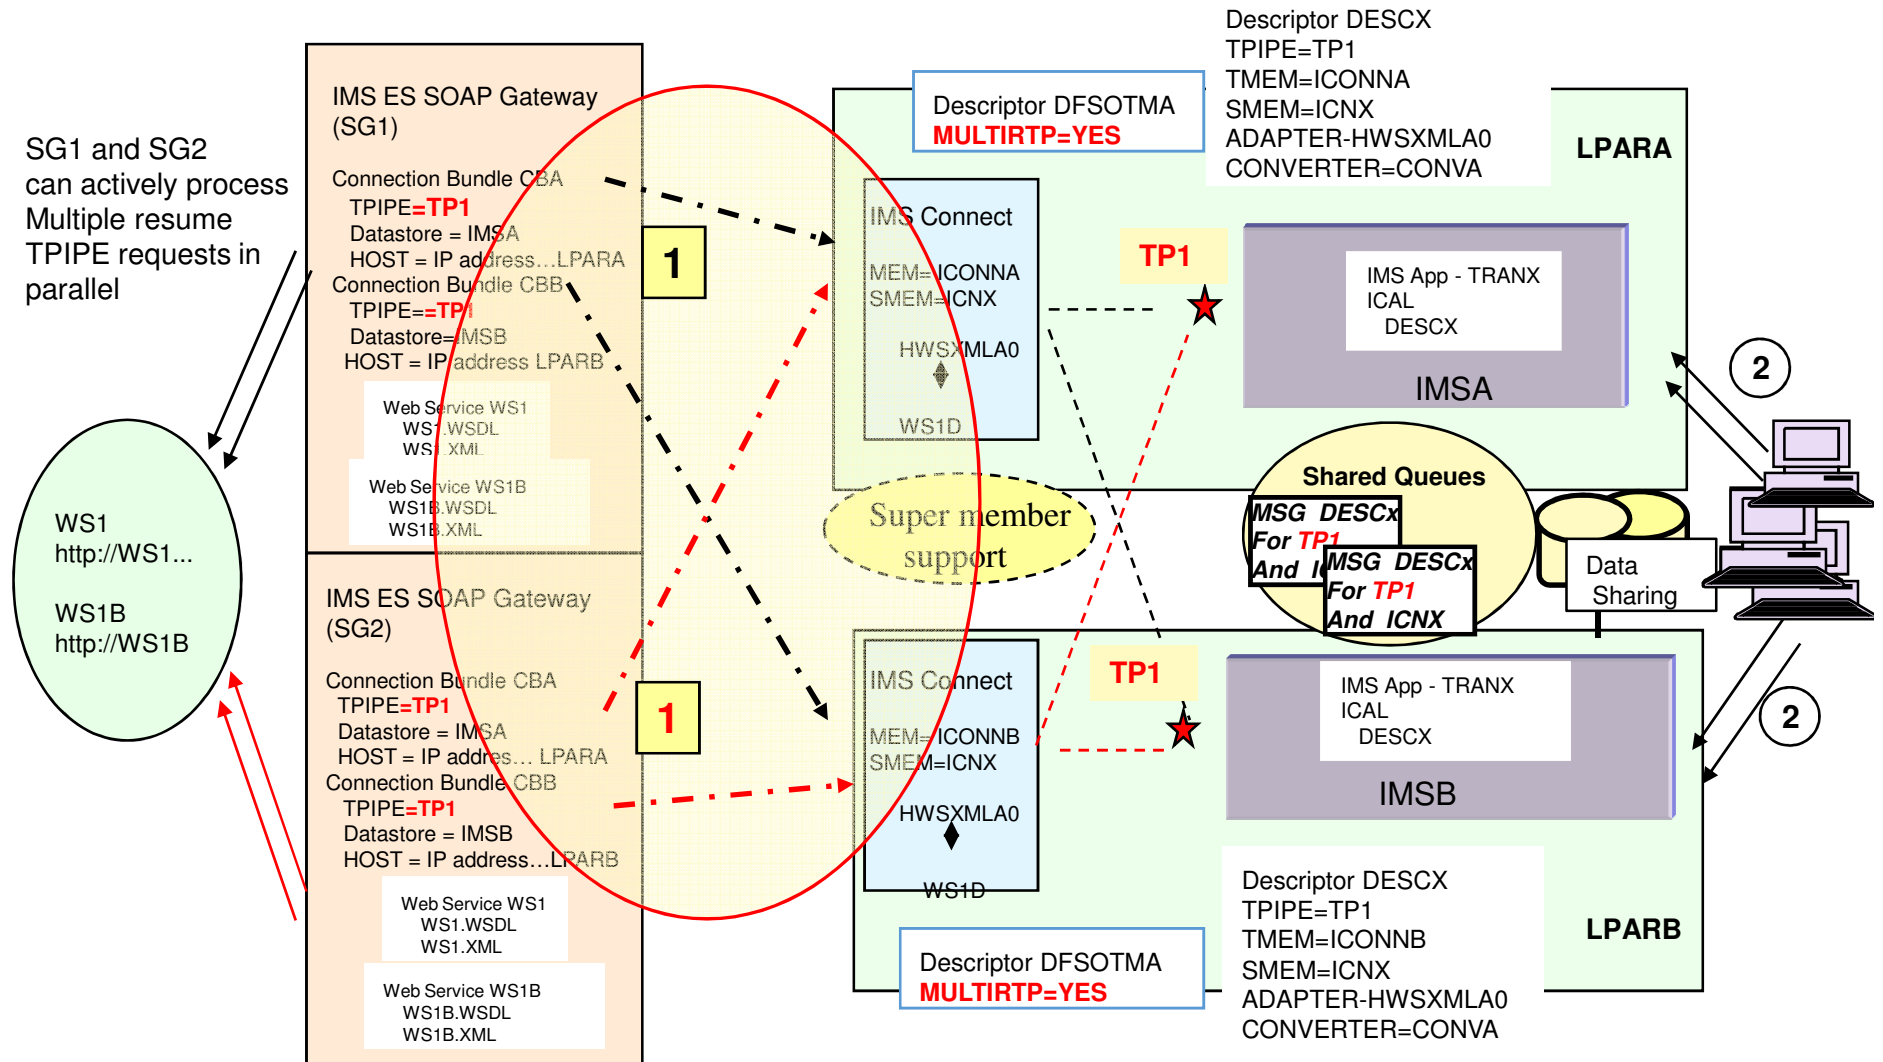 SG1 and SG2
can actively process
Multiple resume
TPIPE requests in
parallel
WS1
http://WS1...
WS1B
http://WS1B
IMS ES SOAP Gateway
(SG1)
Connection Bundle CBA
TPIPE=TP1
Datastore = IMSA
HOST = IP address...LPARA
Connection Bundle CBB
TPIPE==TP1
Datastore=IMSB
HOST = IP address LPARB
Web Service WS1
WS1.WSDL
WS1.XML
Web Service WS1B
WS1B.WSDL
WS1B.XML
IMS ES SOAP Gateway
(SG2)
Connection Bundle CBA
TPIPE=TP1
Datastore = IMSA
HOST = IP addres... LPARA
Connection Bundle CBB
TPIPE=TP1
Datastore = IMSB
HOST = IP address...LPARB
Web Service WS1
WS1.WSDL
WS1.XML
Web Service WS1B
WS1B.WSDL
WS1B.XML
1
1
Descriptor DFSOTMA
MULTIRTP=YES
Descriptor DESCX
TPIPE=TP1
TMEM=ICONNA
SMEM=ICNX
ADAPTER-HWSXMLA0
CONVERTER=CONVA
LPARA
IMS Connect
MEM= ICONNA
SMEM=ICNX
HWSXMLA0
WS1D
TP1
IMS App - TRANX
ICAL
DESCX
IMSA
2
Super member
support
Shared Queues
MSG DESCx
For TP1
And IC
MSG DESCx
For TP1
And ICNX
Data
Sharing
IMS Connect
MEM= ICONNB
SMEM=ICNX
HWSXMLA0
WS1D
TP1
IMS App - TRANX
ICAL
DESCX
IMSB
2
Descriptor DFSOTMA
MULTIRTP=YES
Descriptor DESCX
TPIPE=TP1
TMEM=ICONNB
SMEM=ICNX
ADAPTER-HWSXMLA0
CONVERTER=CONVA
LPARB